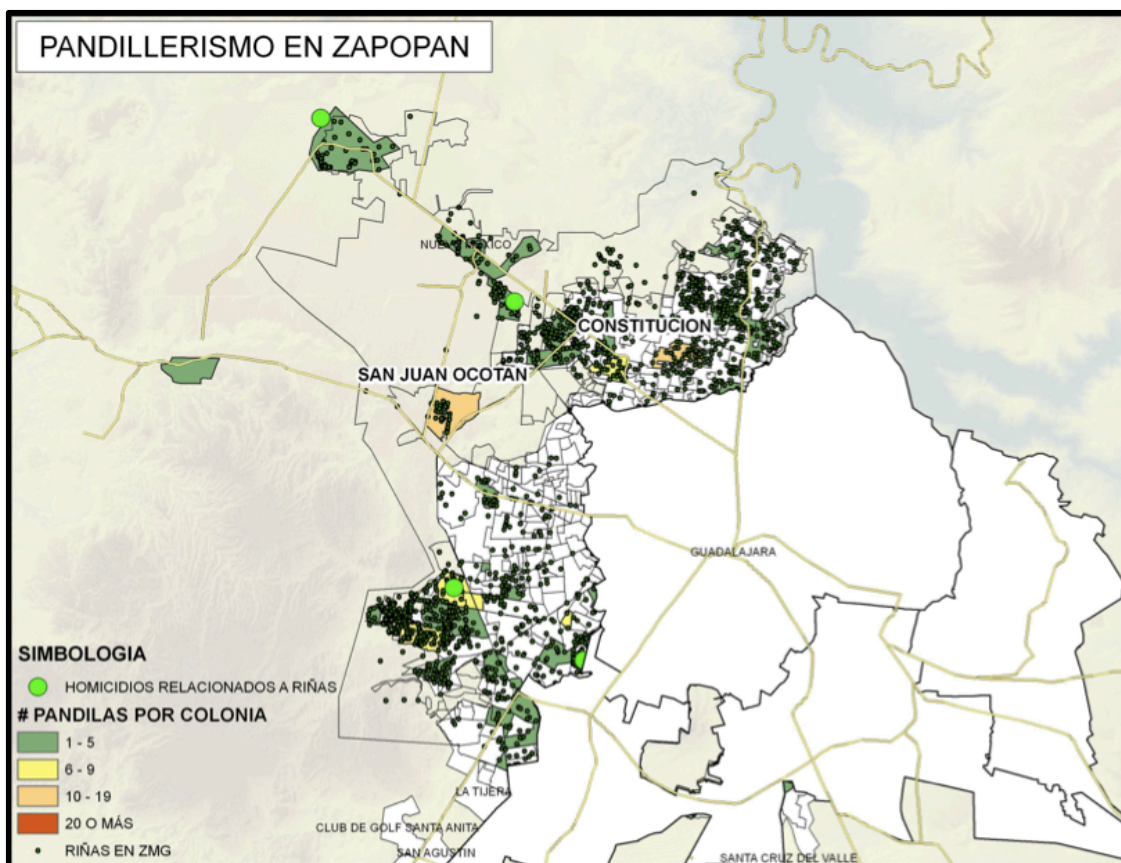 PANDILLERISMO EN ZAPOPAN
NUEVO MEXICO
CONSTITUCION
SAN JUAN OCOTAN
GUADALAJARA
SIMBOLOGIA
HOMICIDIOS RELACIONADOS A RIÑAS
# PANDILAS POR COLONIA
1 - 5
6 - 9
10 - 19
20 O MÁS
RIÑAS EN ZMG
LA TIJERA
CLUB DE GOLF SANTA ANITA
SAN AGUSTIN
SANTA CRUZ DEL VALLE